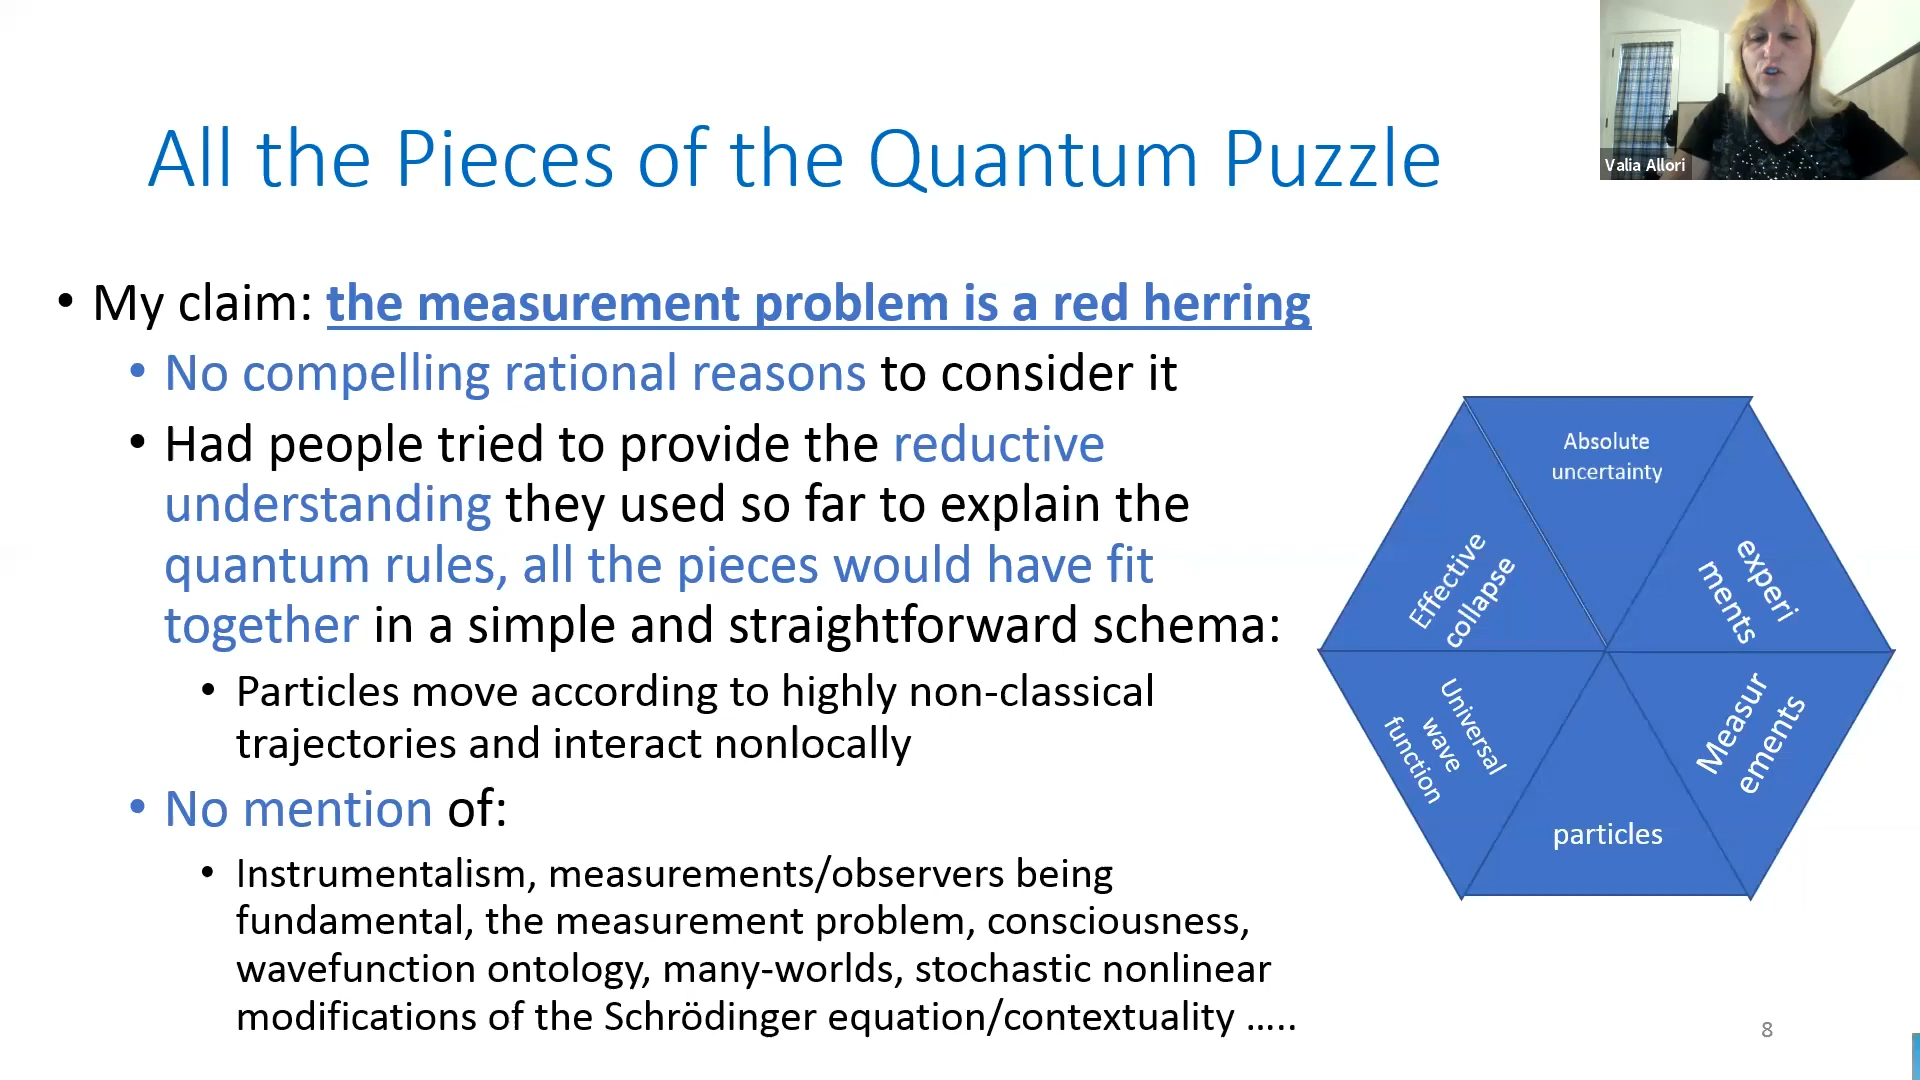 Valia Allori
All the Pieces of the Quantum Puzzle
• My claim: the measurement problem is a red herring
• No compelling rational reasons to consider it
• Had people tried to provide the reductive
understanding they used so far to explain the
quantum rules, all the pieces would have fit
together in a simple and straightforward schema:
• Particles move according to highly non-classical
trajectories and interact nonlocally
• No mention of:
• Instrumentalism, measurements/observers being
fundamental, the measurement problem, consciousness,
wavefunction ontology, many-worlds, stochastic nonlinear
modifications of the Schrödinger equation/contextuality .....
Absolute
uncertainty
experi
ments
Measur
ements
particles
Universal
wave
function
Effective
collapse
8